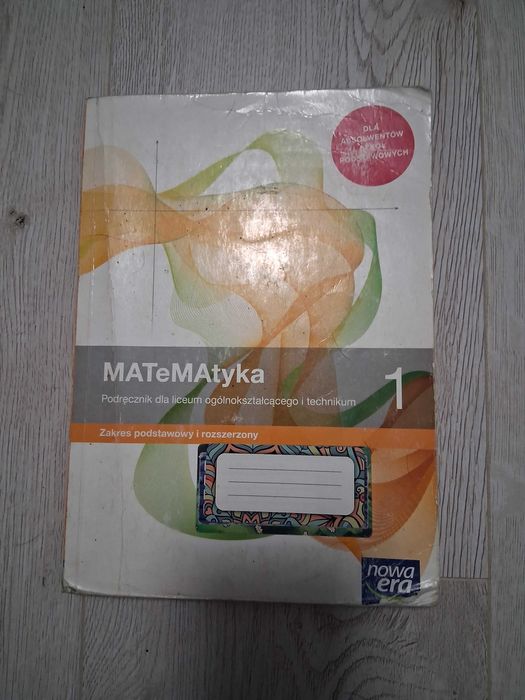 DLA
ABSOLWENTÓW
SZKÓŁ
PODSTAWOWYCH
MATeMAtyka
1
Podręcznik dla liceum ogólnokształcącego i technikum
Zakres podstawowy i rozszerzony
nowa
era